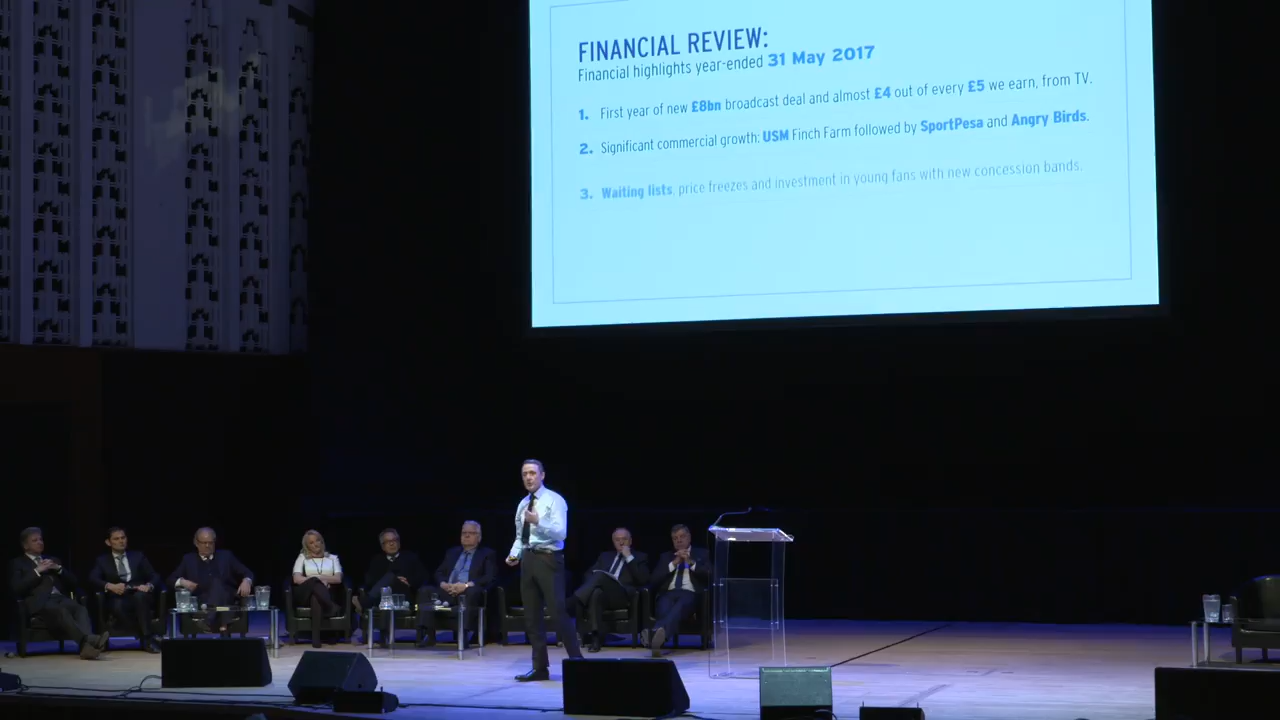 FINANCIAL REVIEW:
Financial highlights year-ended 31 May 2017
1. First year of new £8bn broadcast deal and almost £4 out of every £5 we earn, from TV.
2. Significant commercial growth: USM Finch Farm followed by SportPesa and Angry Birds.
3. Waiting lists, price freezes and investment in young fans with new concession bands.